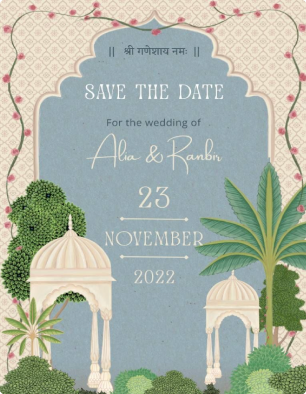 || श्री गणेशाय नमः ||
SAVE THE DATE
For the wedding of
Alia & Ranbir
23
NOVEMBER
2022